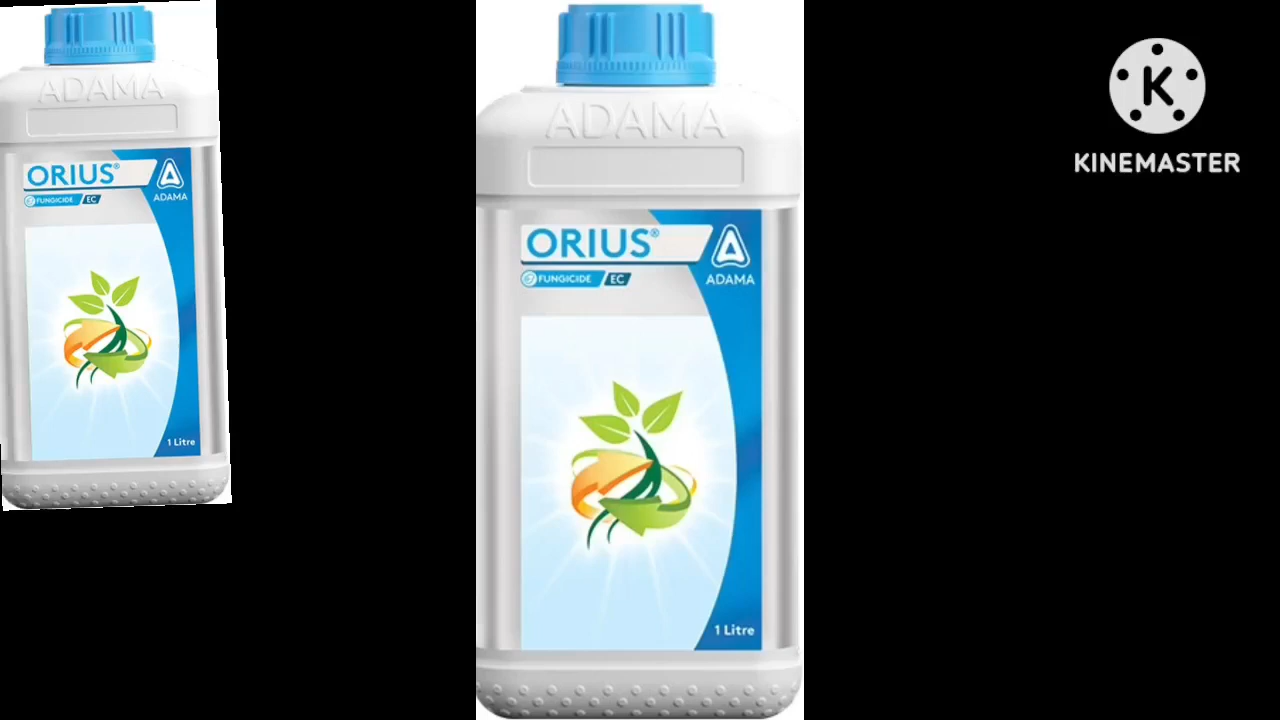 ADAMA
ORIUS®
ADAMA
FUNGICIDE EC
1 Litre
ADAMA
ORIUS®
ADAMA
FUNGICIDE EC
1 Litre
K
KINEMASTER